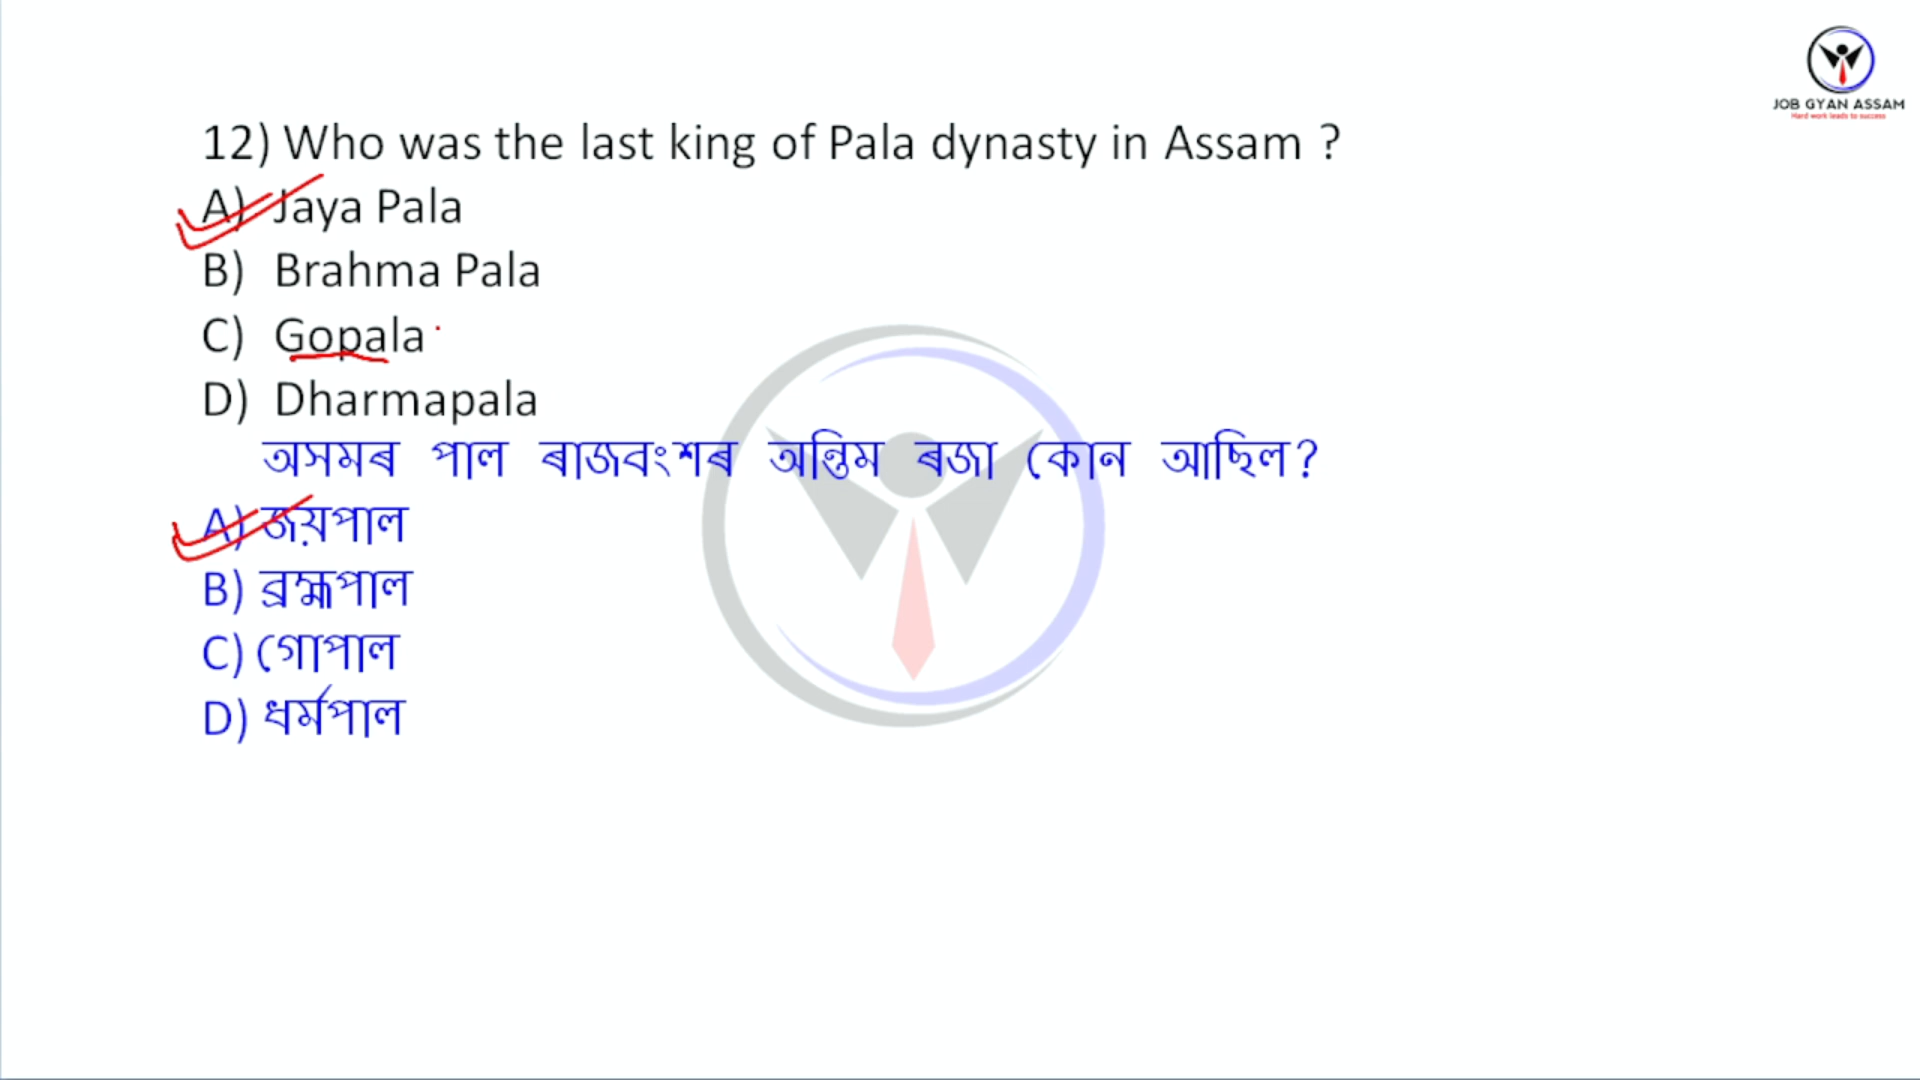 JOB GYAN ASSAM
Hard work leads to success
12) Who was the last king of Pala dynasty in Assam ?
A) Jaya Pala
B) Brahma Pala
C) Gopala
D) Dharmapala
অসমৰ পাল ৰাজবংশৰ অন্তিম ৰজা কোন আছিল?
A) জয়পাল
B) ব্ৰহ্মপাল
C) গোপাল
D) ধৰ্মপাল